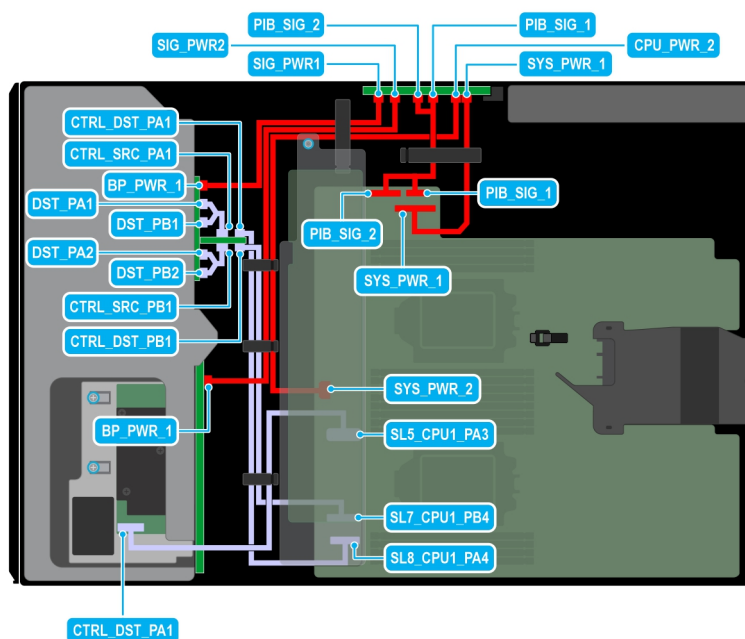 PIB_SIG_2
PIB_SIG_1
SIG_PWR2
CPU_PWR_2
SIG_PWR1
SYS_PWR_1
CTRL_DST_PA1
CTRL_SRC_PA1
BP_PWR_1
DST_PA1
DST_PB1
PIB_SIG_1
PIB_SIG_2
DST_PA2
DST_PB2
SYS_PWR_1
CTRL_SRC_PB1
CTRL_DST_PB1
SYS_PWR_2
BP_PWR_1
SL5_CPU1_PA3
SL7_CPU1_PB4
SL8_CPU1_PA4
CTRL_DST_PA1